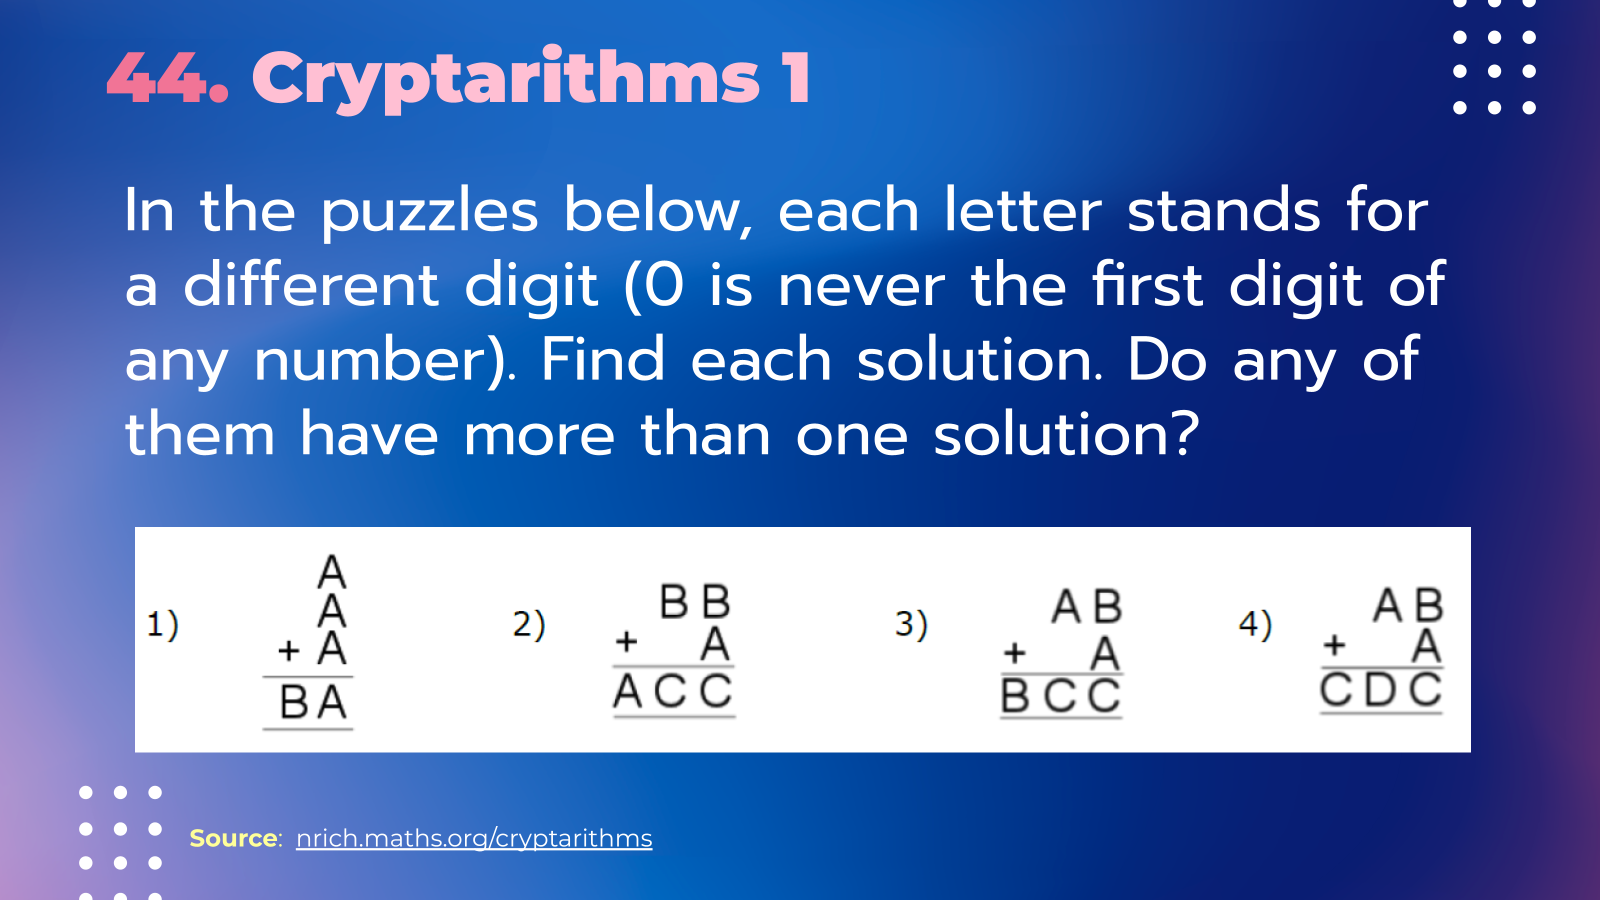 44. Cryptarithms 1
In the puzzles below, each letter stands for
a different digit (0 is never the first digit of
any number). Find each solution. Do any of
them have more than one solution?
1)
A
A
+ A
BA
2)
BB
+ A
ACC
3)
AB
+ A
BCC
4)
AB
+ A
CDC
Source: nrich.maths.org/cryptarithms